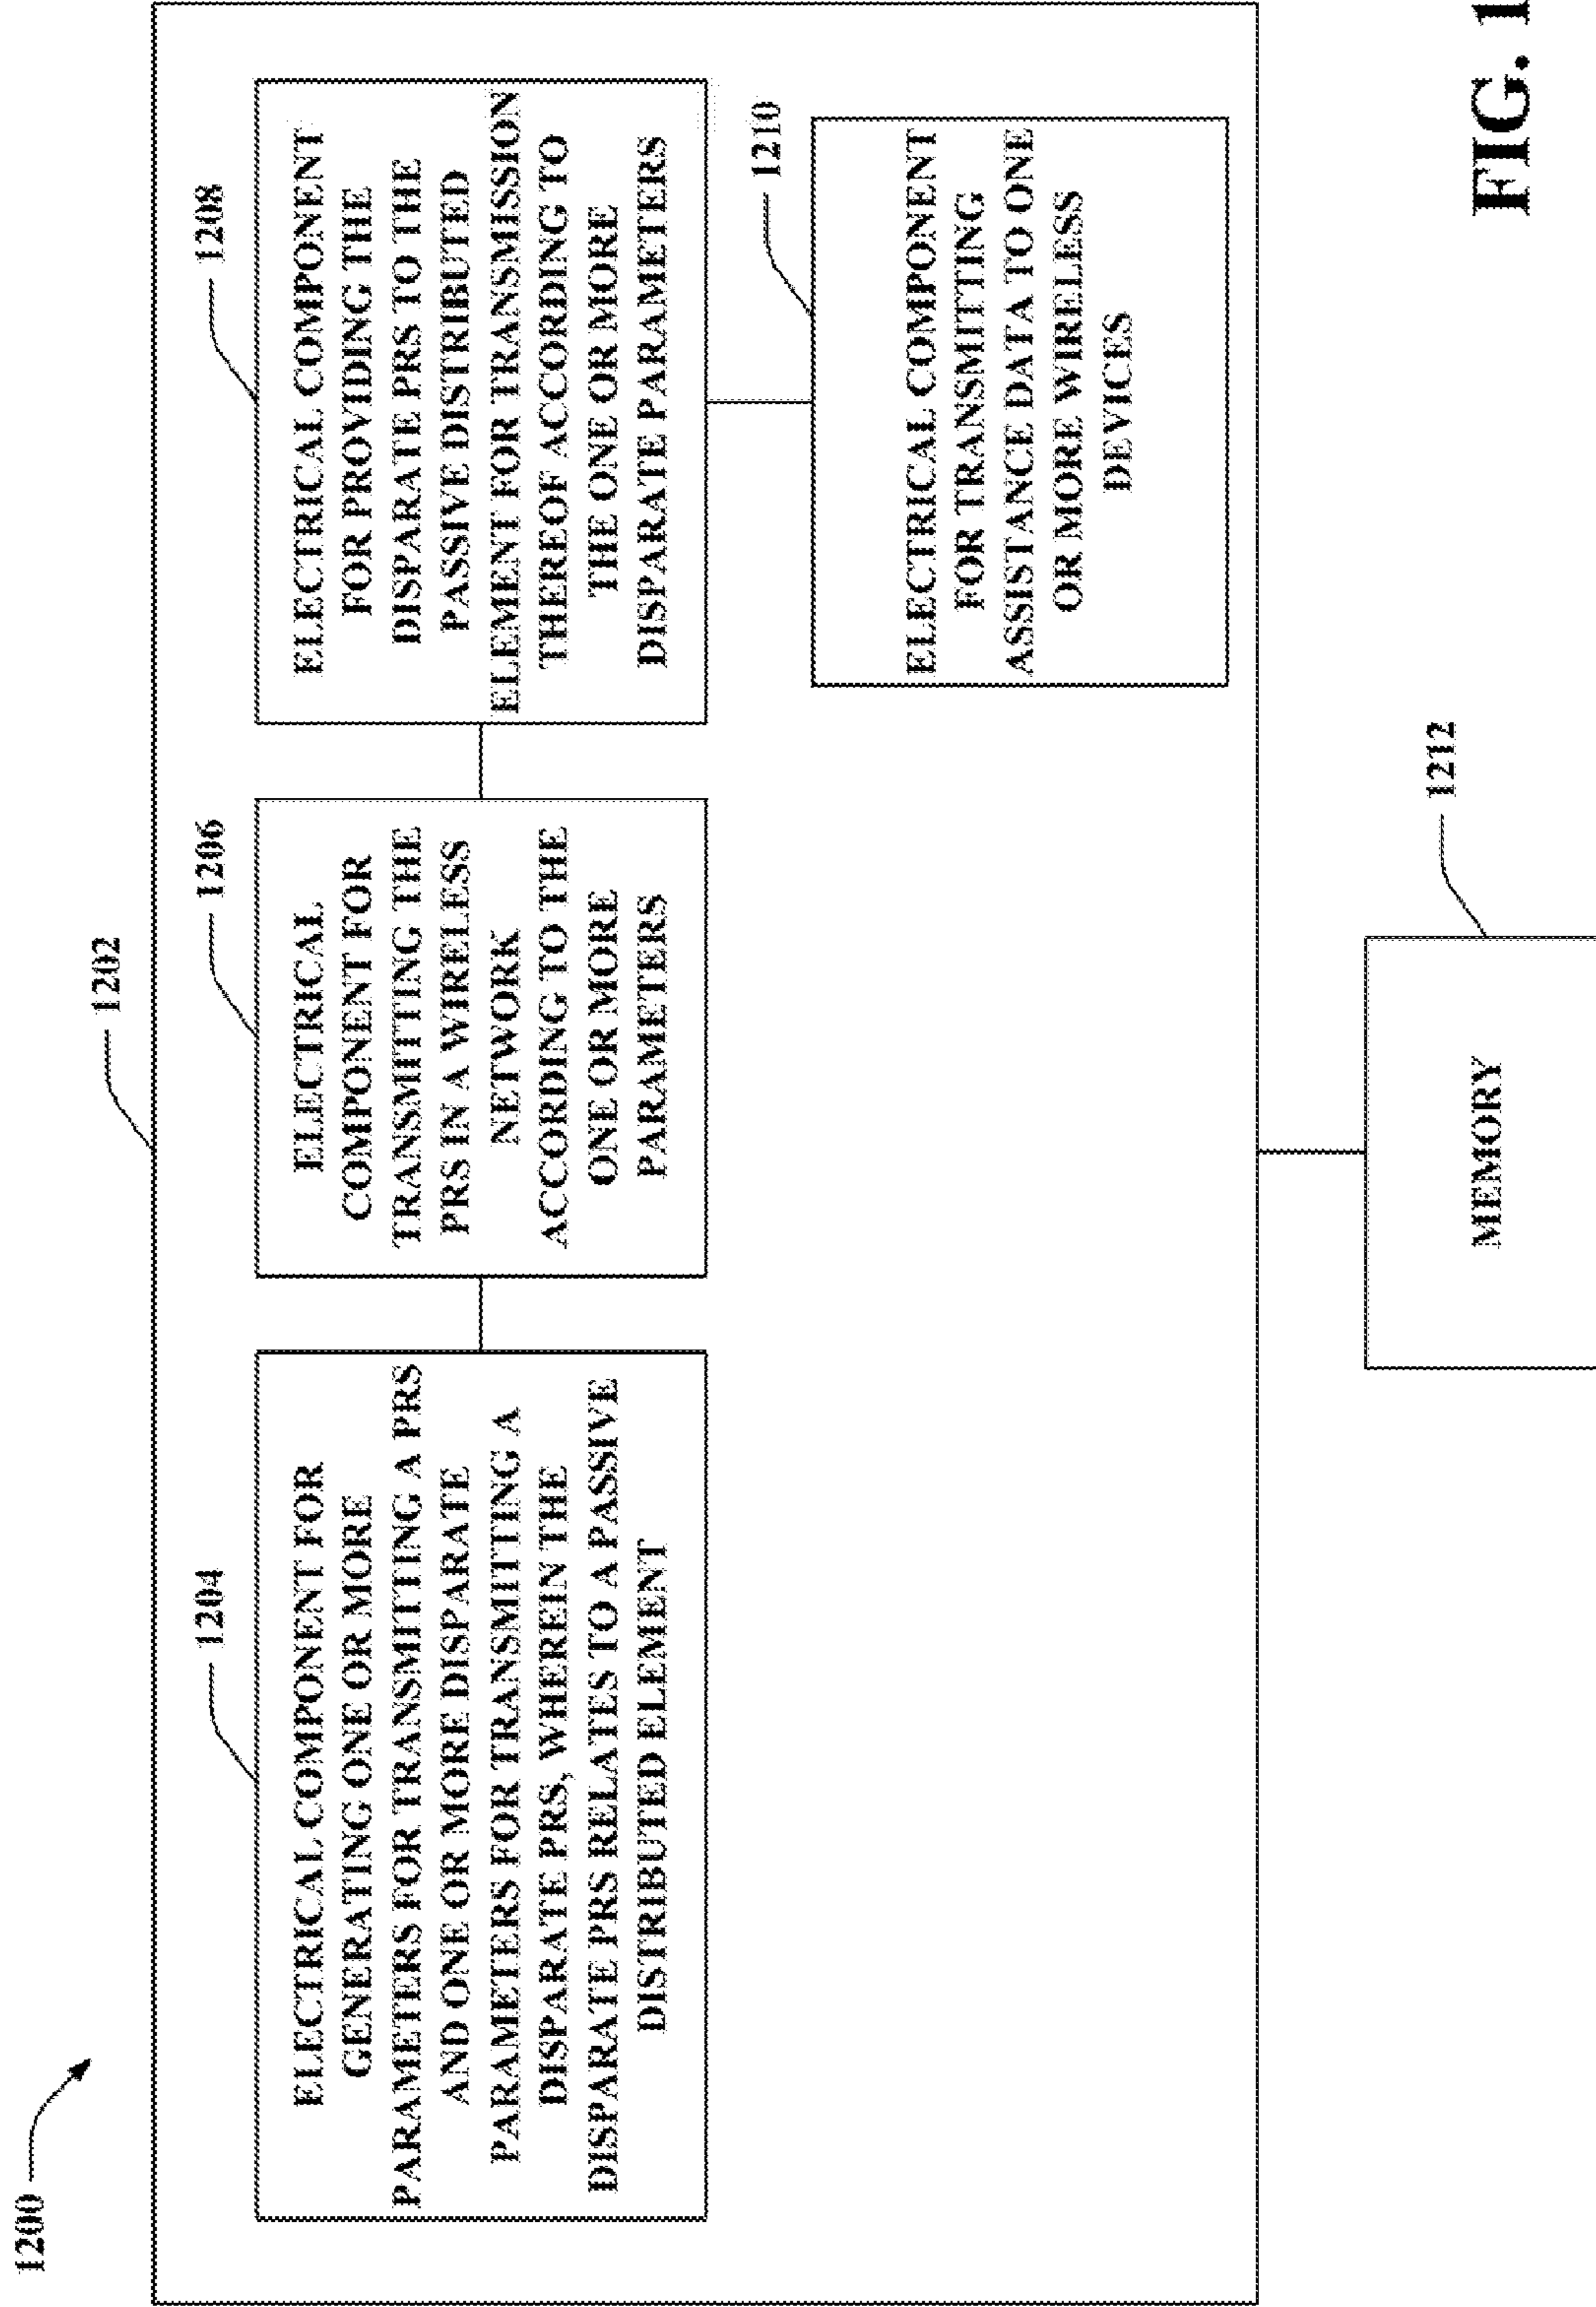 1200
1202
1204
ELECTRICAL COMPONENT FOR
GENERATING ONE OR MORE
PARAMETERS FOR TRANSMITTING A PRS
AND ONE OR MORE DISPARATE
PARAMETERS FOR TRANSMITTING A
DISPARATE PRS, WHEREIN THE
DISPARATE PRS RELATES TO A PASSIVE
DISTRIBUTED ELEMENT
1206
ELECTRICAL
COMPONENT FOR
TRANSMITTING THE
PRS IN A WIRELESS
NETWORK
ACCORDING TO THE
ONE OR MORE
PARAMETERS
1208
ELECTRICAL COMPONENT
FOR PROVIDING THE
DISPARATE PRS TO THE
PASSIVE DISTRIBUTED
ELEMENT FOR TRANSMISSION
THEREOF ACCORDING TO
THE ONE OR MORE
DISPARATE PARAMETERS
1210
ELECTRICAL COMPONENT
FOR TRANSMITTING
ASSISTANCE DATA TO ONE
OR MORE WIRELESS
DEVICES
1212
MEMORY
FIG. 1